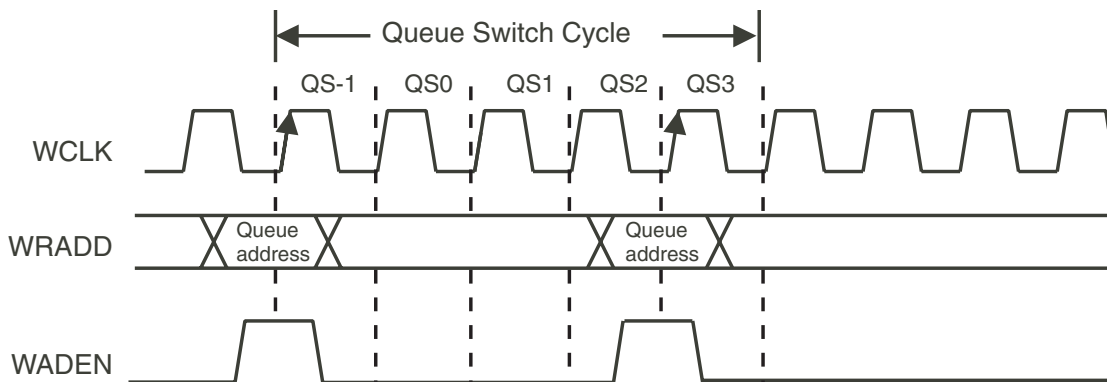 Queue Switch Cycle
QS-1 QS0 QS1 QS2 QS3
WCLK
WRADD
Queue
address
Queue
address
WADEN